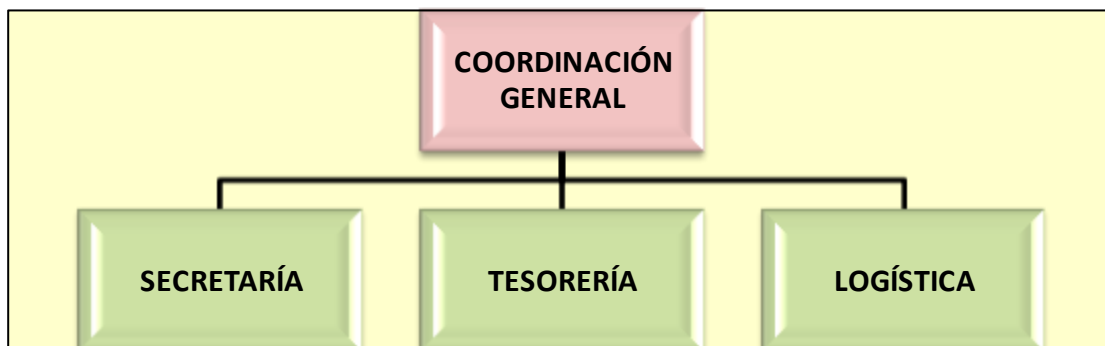 COORDINACIÓN
GENERAL
SECRETARÍA
TESORERÍA
LOGÍSTICA